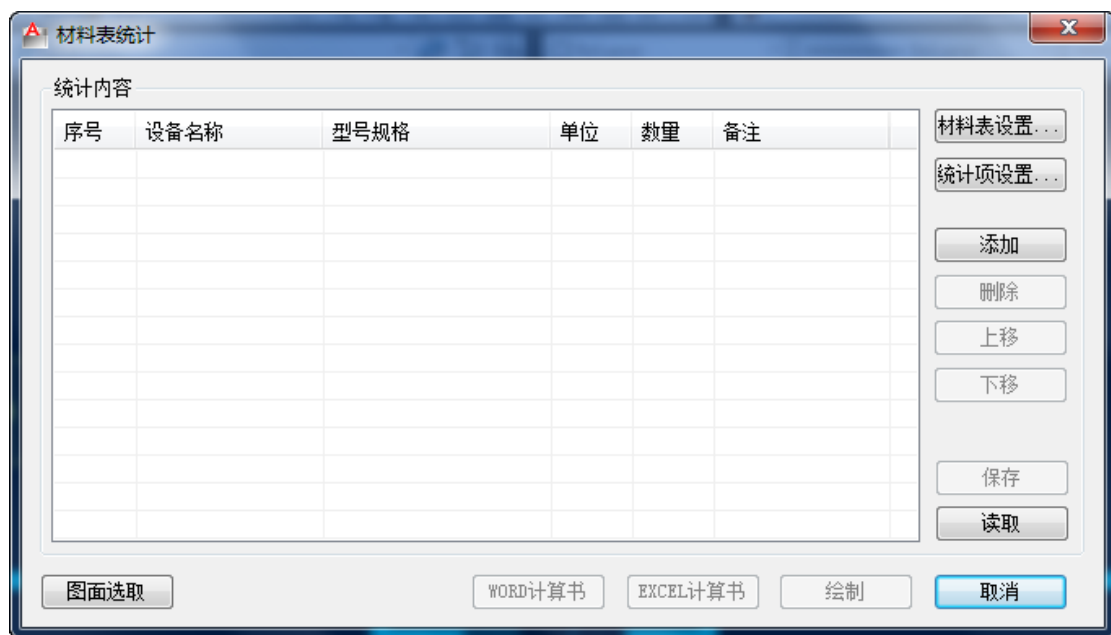 材料表统计
统计内容
序号 设备名称 型号规格 单位 数量 备注
材料表设置...
统计项设置...
添加
删除
上移
下移
保存
读取
图面选取 WORD计算书 EXCEL计算书 绘制 取消